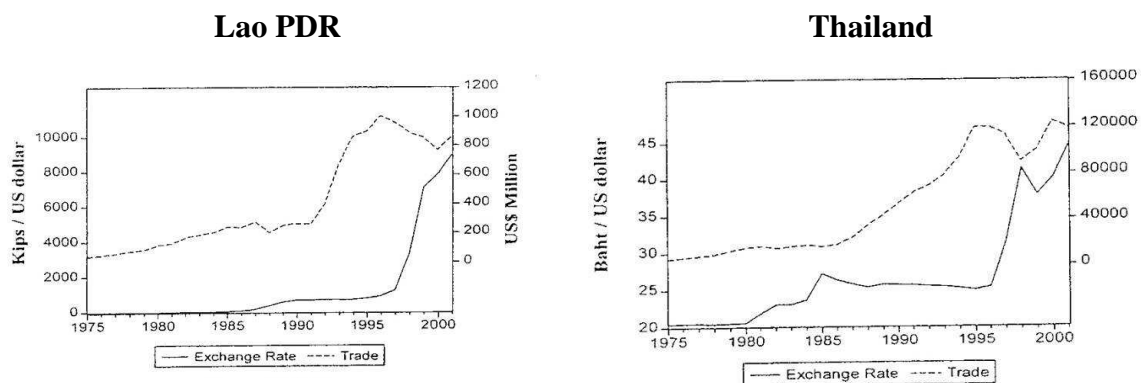 Lao PDR
Kips / US dollar
10000
8000
6000
4000
2000
0
1200
1000
800
600
400
200
0
US$ Million
1975 1980 1985 1990 1995 2000
Exchange Rate Trade
Thailand
Baht / US dollar
45
40
35
30
25
20
160000
120000
80000
40000
0
1975 1980 1985 1990 1995 2000
Exchange Rate Trade